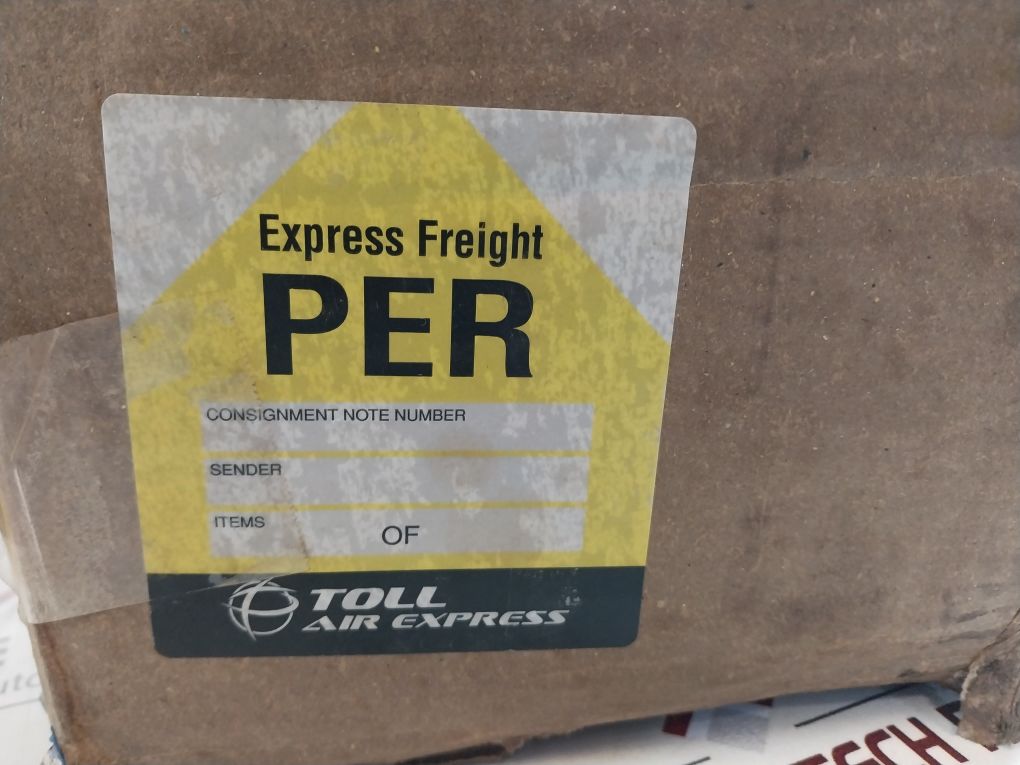 Express Freight
PER
CONSIGNMENT NOTE NUMBER
SENDER
ITEMS
OF
TOLL
AIR EXPRESS